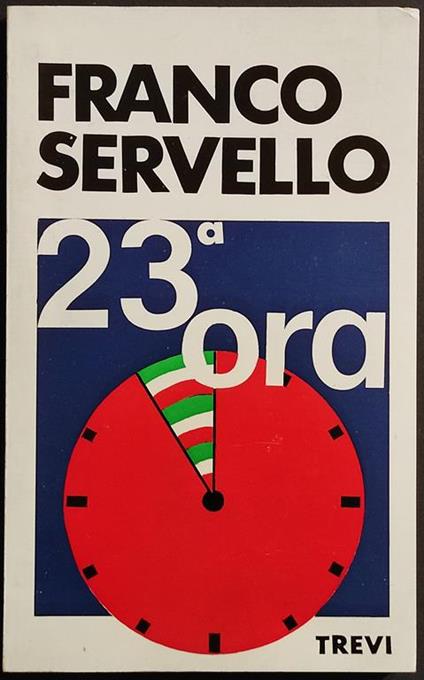 FRANCO
SERVELLO
23ª
ora
TREVI